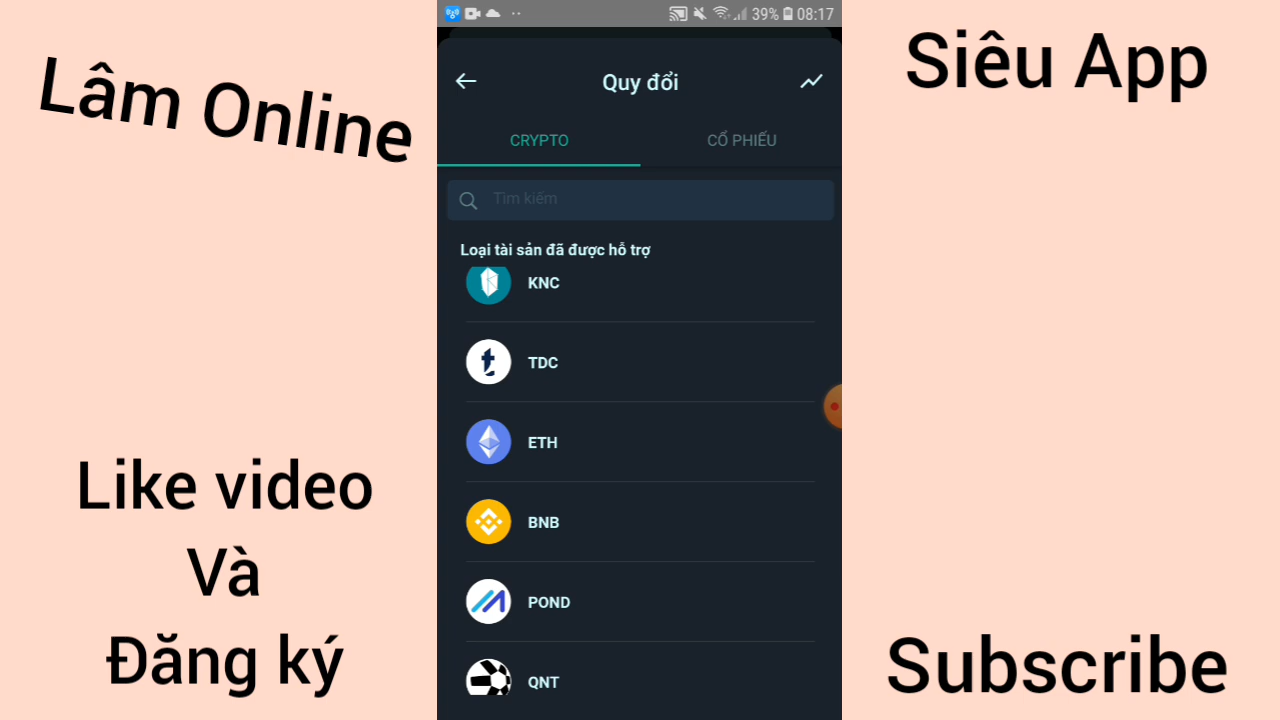 Lâm Online
Like video
Và
Đăng ký
39% 08:17
Quy đổi
CRYPTO CỔ PHIẾU
Tìm kiếm
Loại tài sản đã được hỗ trợ
KNC
TDC
ETH
BNB
POND
QNT
Siêu App
Subscribe